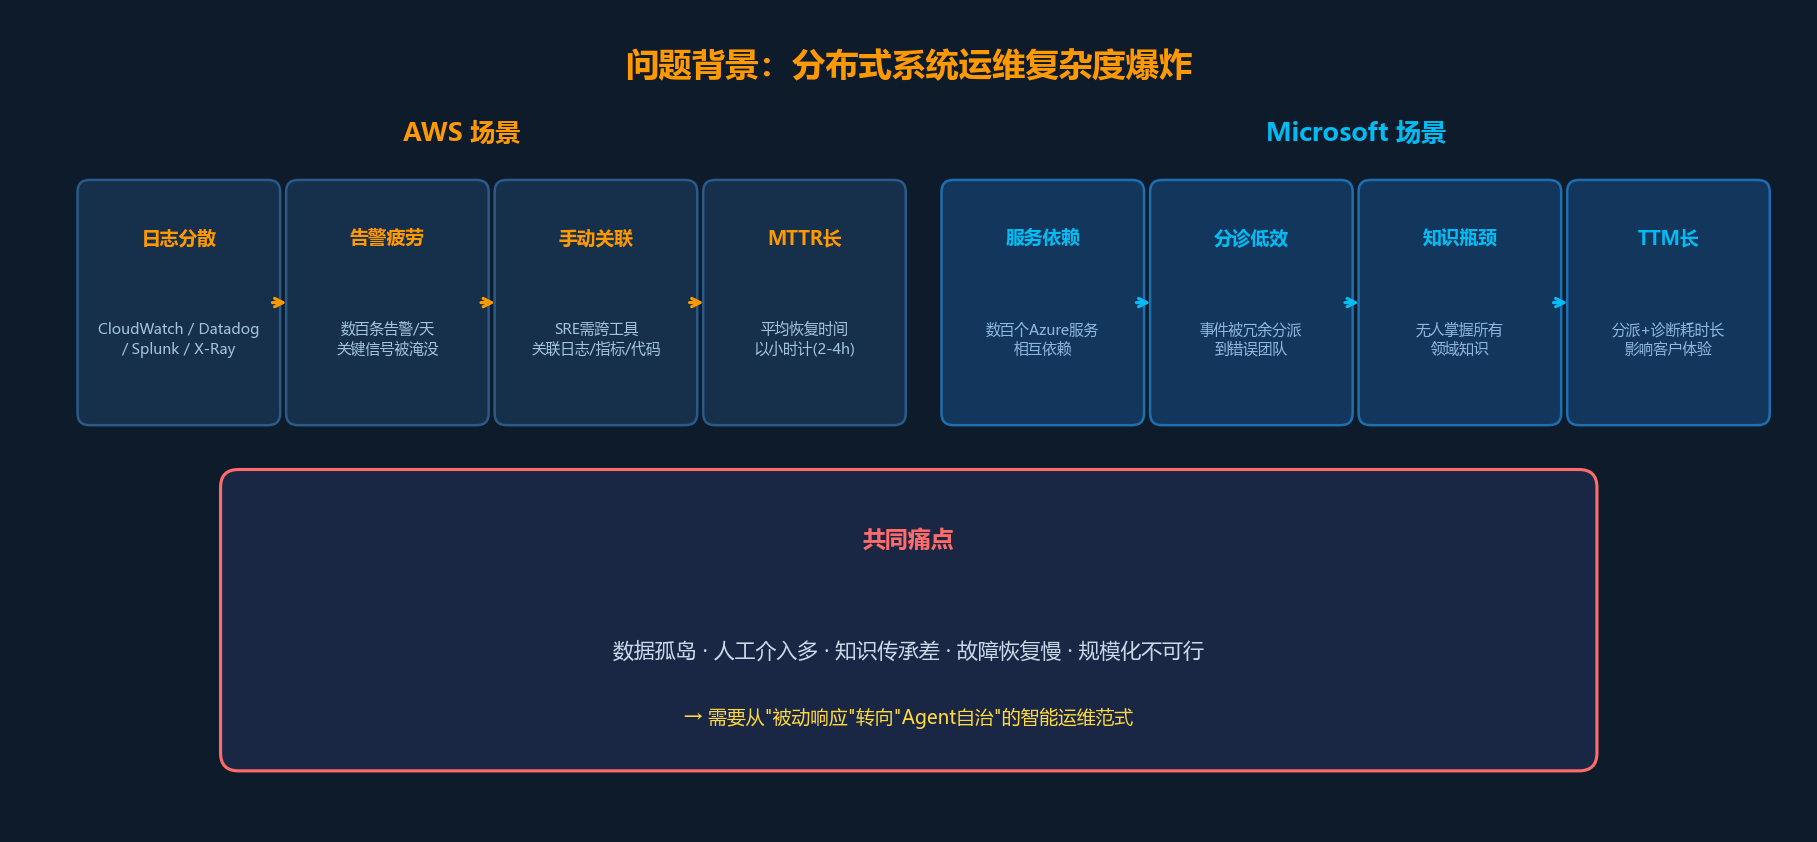 问题背景：分布式系统运维复杂度爆炸
AWS 场景
日志分散
CloudWatch / Datadog
/ Splunk / X-Ray
告警疲劳
数百条告警/天
关键信号被淹没
手动关联
SRE需跨工具
关联日志/指标/代码
MTTR长
平均恢复时间
以小时计(2-4h)
Microsoft 场景
服务依赖
数百个Azure服务
相互依赖
分诊低效
事件被冗余分派
到错误团队
知识瓶颈
无人掌握所有
领域知识
TTM长
分派+诊断耗时长
影响客户体验
共同痛点
数据孤岛 · 人工介入多 · 知识传承差 · 故障恢复慢 · 规模化不可行
→ 需要从"被动响应"转向"Agent自治"的智能运维范式